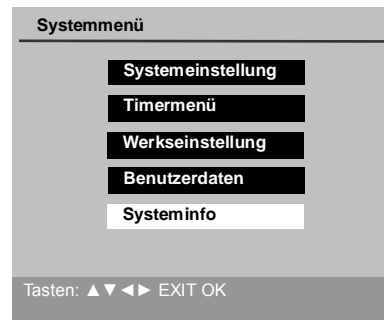 Systemmenü
Systemeinstellung
Timermenü
Werkseinstellung
Benutzerdaten
Systeminfo
Tasten: ▲▼◄► EXIT OK